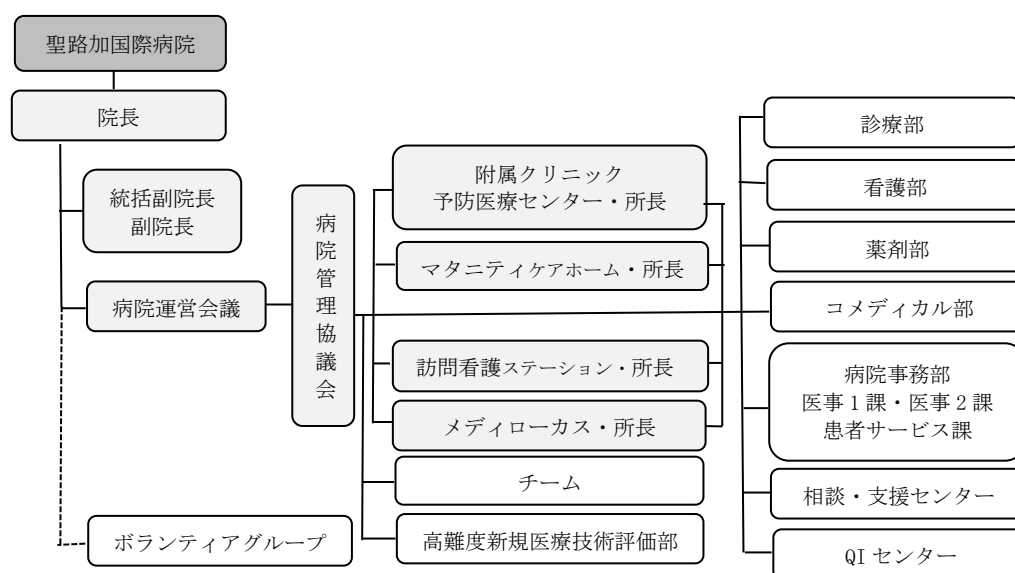 聖路加国際病院
院長
統括副院長
副院長
病院運営会議
ボランティアグループ
病院管理協議会
附属クリニック
予防医療センター・所長
マタニティケアホーム・所長
訪問看護ステーション・所長
メディローカス・所長
チーム
高難度新規医療技術評価部
診療部
看護部
薬剤部
コメディカル部
病院事務部
医事1課・医事2課
患者サービス課
相談・支援センター
QIセンター